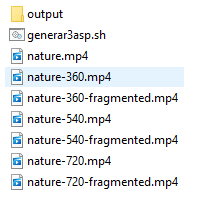 output
generar3asp.sh
nature.mp4
nature-360.mp4
nature-360-fragmented.mp4
nature-540.mp4
nature-540-fragmented.mp4
nature-720.mp4
nature-720-fragmented.mp4